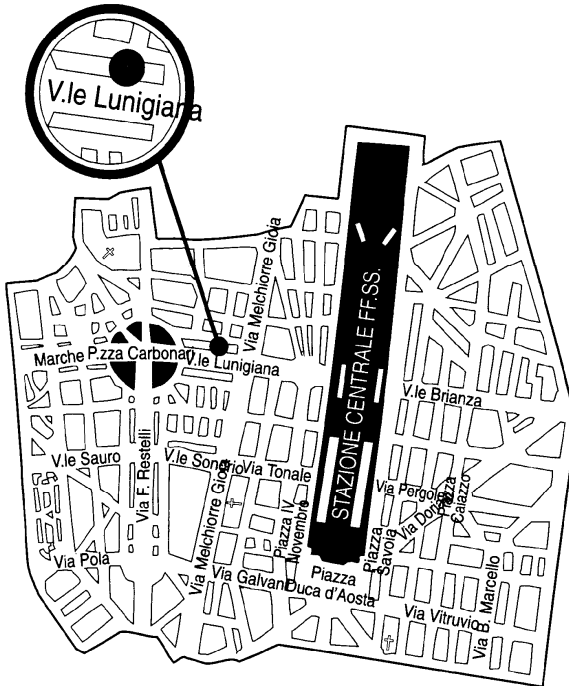 V.le Lunigiana
Via Melchiorre Gioia
STAZIONE CENTRALE FF.SS.
Marche
P.zza Carbonari
V.le Lunigiana
V.le Brianza
V.le Sauro
Via F. Restelli
V.le Sondrio
Via Tonale
Via Melchiorre Gioia
Piazza IV
Novembre
Via Pergolesi
Via Doria
Piazza
Caiazzo
Via Pola
Via Galvani
Piazza
Duca d'Aosta
Piazza
Savoia
Via Vitruvio
Via B. Marcello